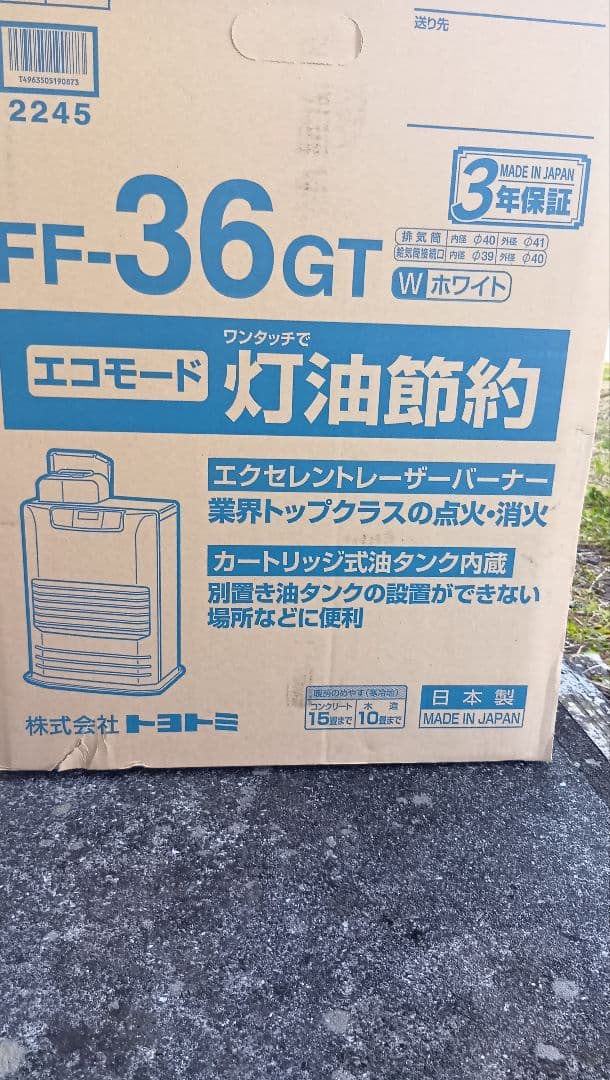 送り先
T4963505190873
2245
MADE IN JAPAN
3年保証
FF-36GT
排気筒 内径 φ40 外径 φ41
給気筒接続口 内径 φ39 外径 φ40
W ホワイト
ワンタッチで
エコモード 灯油節約
エクセレントレーザーバーナー
業界トップクラスの点火・消火
カートリッジ式油タンク内蔵
別置き油タンクの設置ができない
場所などに便利
暖房のめやす(寒冷地)
コンクリート 15畳まで
木造 10畳まで
日本製
MADE IN JAPAN
株式会社 トヨトミ